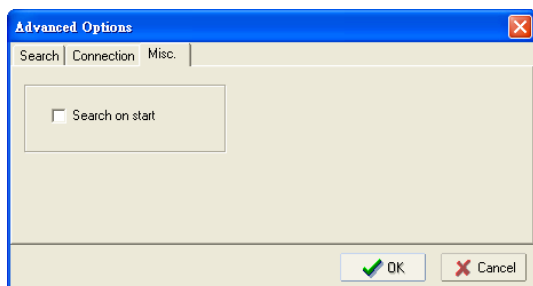 Advanced Options
Search Connection Misc.
Search on start
OK Cancel